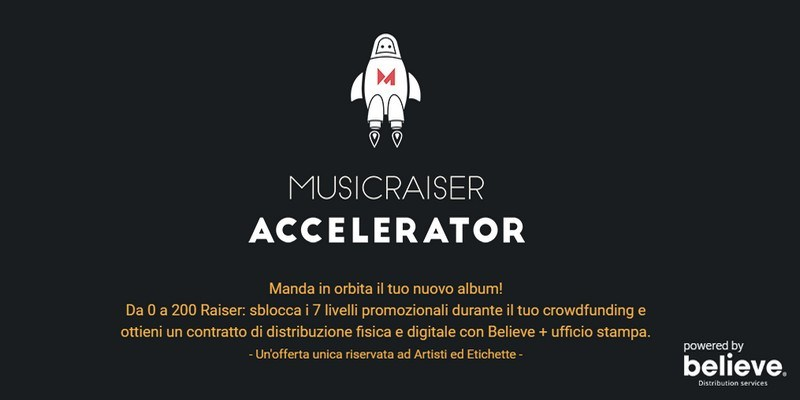 M
MUSICRAISER
ACCELERATOR
Manda in orbita il tuo nuovo album!
Da 0 a 200 Raiser: sblocca i 7 livelli promozionali durante il tuo crowdfunding e
ottieni un contratto di distribuzione fisica e digitale con Believe + ufficio stampa.
- Un'offerta unica riservata ad Artisti ed Etichette -
powered by
believe.
Distribution services